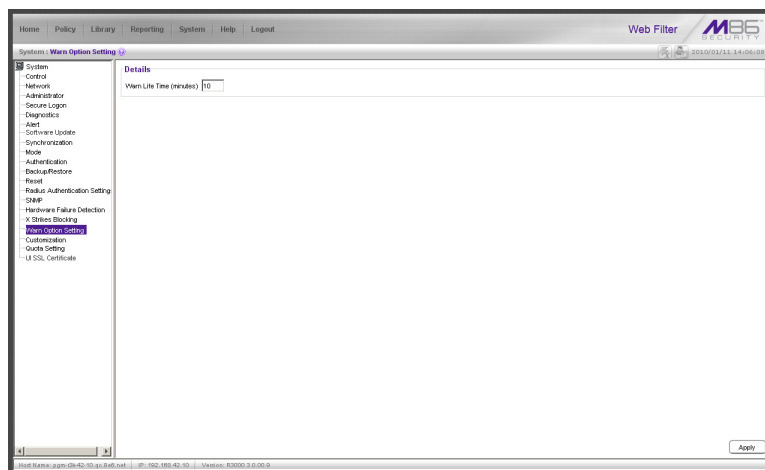 Home Policy Library Reporting System Help Logout
Web Filter
M86 SECURITY
System : Warn Option Setting
2010/01/11 14:06:08
System
Control
Network
Administrator
Secure Logon
Diagnostics
Alert
Software Update
Synchronization
Mode
Authentication
Backup/Restore
Reset
Radius Authentication Setting
SNMP
Hardware Failure Detection
X Strikes Blocking
Warn Option Setting
Customization
Quota Setting
UI SSL Certificate
Details
Warn Life Time (minutes) 10
Apply
Host Name: IP: 192.168.42.10 Version: R3000 3.0.00.9